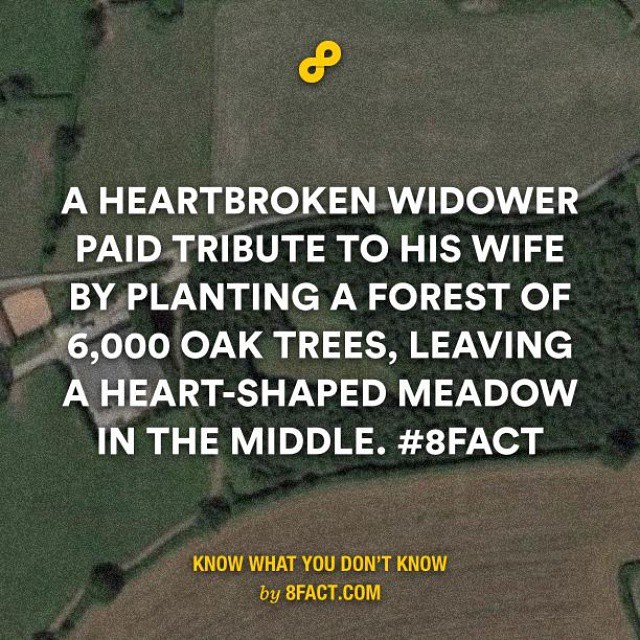 A HEARTBROKEN WIDOWER
PAID TRIBUTE TO HIS WIFE
BY PLANTING A FOREST OF
6,000 OAK TREES, LEAVING
A HEART-SHAPED MEADOW
IN THE MIDDLE. #8FACT
KNOW WHAT YOU DON'T KNOW
by 8FACT.COM